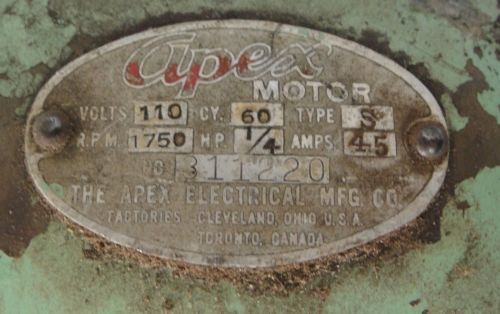 Apex
MOTOR
VOLTS 110 CY. 60 TYPE S
R.P.M. 1750 H.P. 1/4 AMPS. 4.5
311220
THE APEX ELECTRICAL MFG CO.
FACTORIES CLEVELAND, OHIO U.S.A.
TORONTO, CANADA